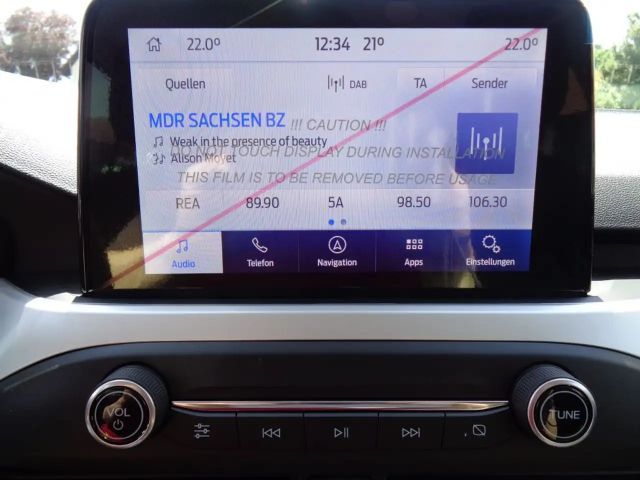 22.0° 12:34 21° 22.0°
Quellen DAB TA Sender
MDR SACHSEN BZ
!!! CAUTION !!!
Weak in the presence of beauty
DO NOT TOUCH DISPLAY DURING INSTALLATION
Alison Moyet
THIS FILM IS TO BE REMOVED BEFORE USAGE
REA 89.90 5A 98.50 106.30
Audio Telefon Navigation Apps Einstellungen
VOL TUNE